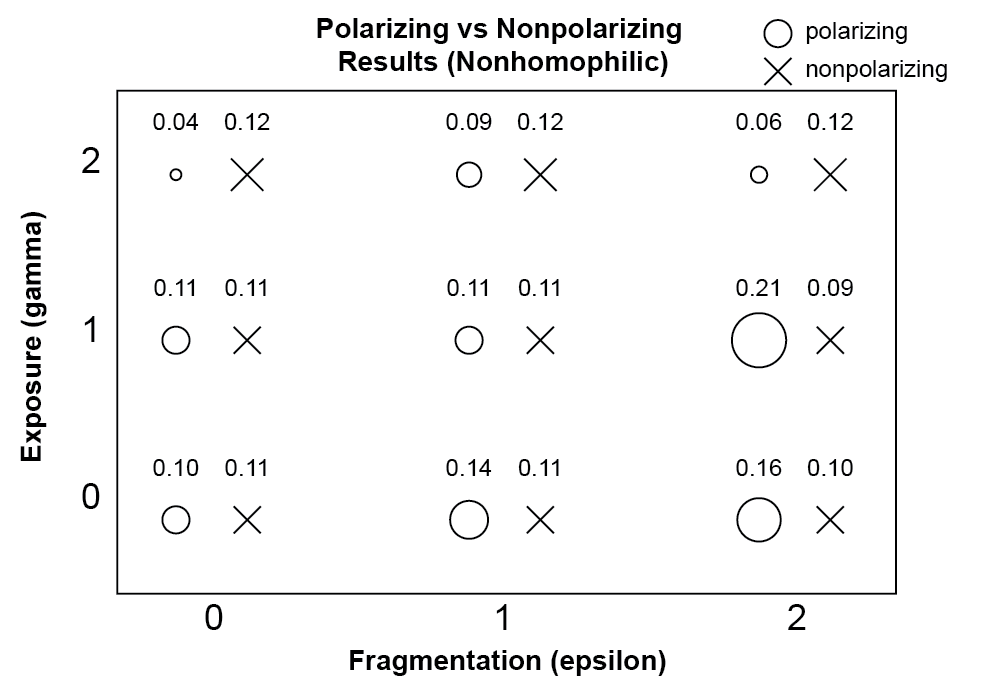 Polarizing vs Nonpolarizing
Results (Nonhomophilic)
polarizing
nonpolarizing
0.04 0.12 0.09 0.12 0.06 0.12
2
0.11 0.11 0.11 0.11 0.21 0.09
1
0.10 0.11 0.14 0.11 0.16 0.10
0
Exposure (gamma)
0 1 2
Fragmentation (epsilon)